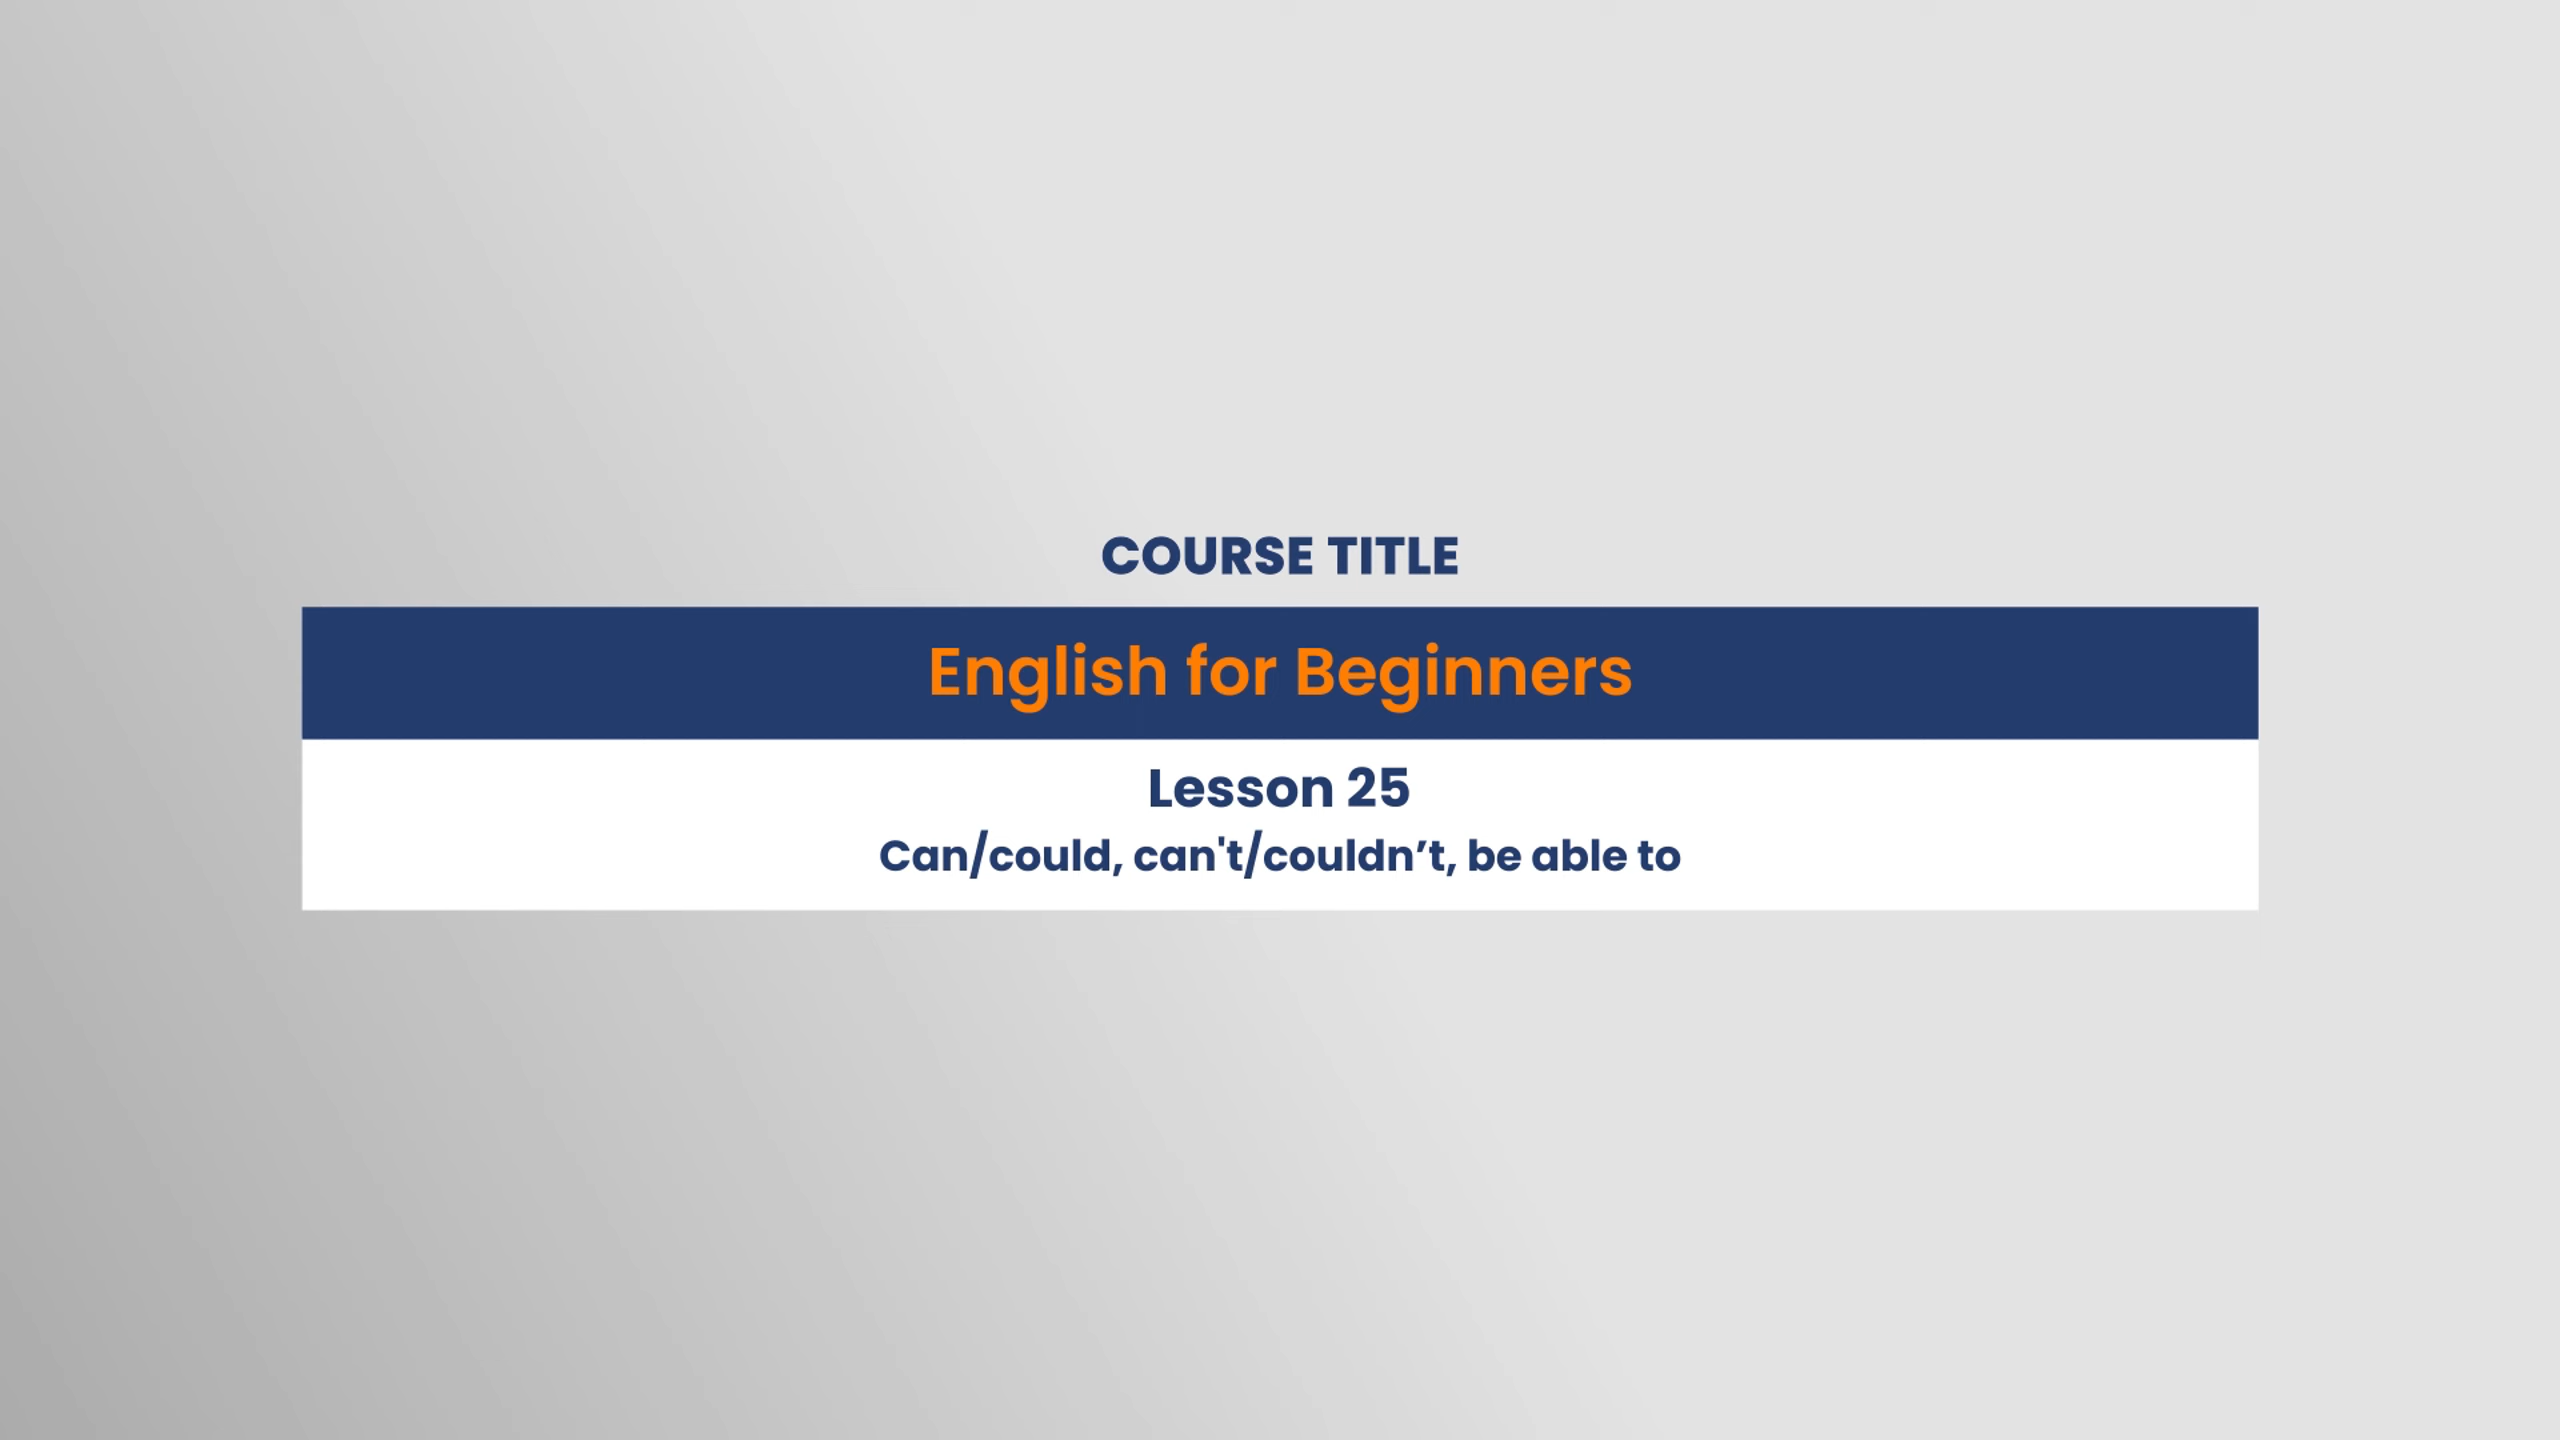 COURSE TITLE
English for Beginners
Lesson 25
Can/could, can't/couldn’t, be able to